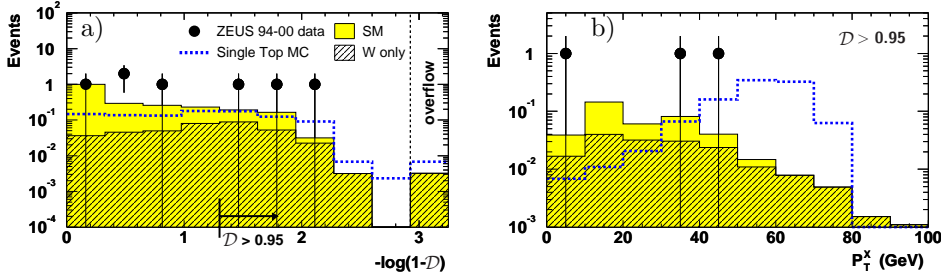 a)
Events
10²
10
1
10⁻¹
10⁻²
10⁻³
10⁻⁴
ZEUS 94-00 data
SM
Single Top MC
W only
overflow
D > 0.95
0 1 2 3
-log(1-D)
b)
D > 0.95
Events
1
10⁻¹
10⁻²
10⁻³
0 20 40 60 80 100
P_T^X (GeV)